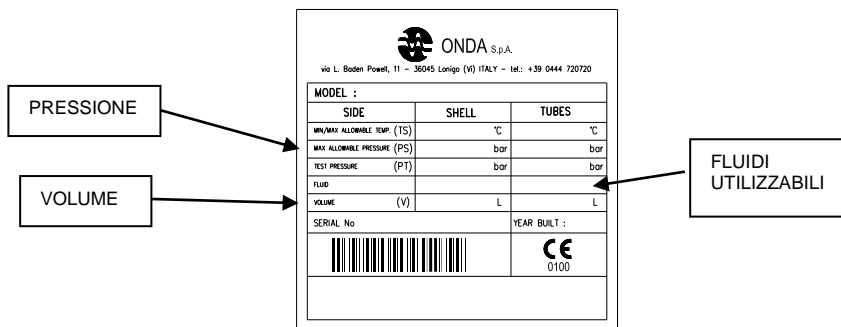 ONDA S.p.A.
via L. Baden Powell, 11 - 36045 Lonigo (VI) ITALY - tel.: +39 0444 720720
MODEL :
SIDE SHELL TUBES
MIN/MAX ALLOWABLE TEMP. (TS) °C °C
PRESSIONE
MAX ALLOWABLE PRESSURE (PS) bar bar
TEST PRESSURE (PT) bar bar
FLUIDI
UTILIZZABILI
FLUID
VOLUME
VOLUME (V) L L
SERIAL No YEAR BUILT :
CE
0100